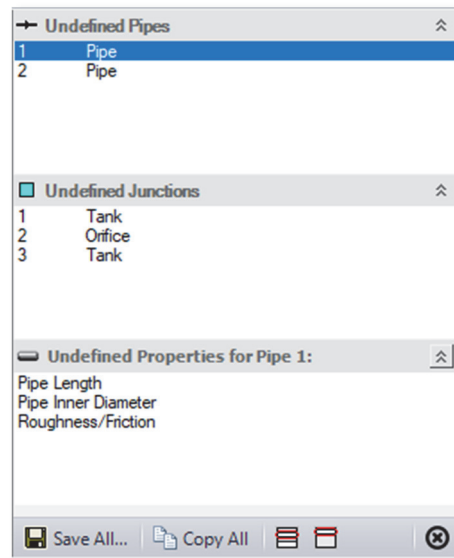 Undefined Pipes
1 Pipe
2 Pipe
Undefined Junctions
1 Tank
2 Orifice
3 Tank
Undefined Properties for Pipe 1:
Pipe Length
Pipe Inner Diameter
Roughness/Friction
Save All... Copy All